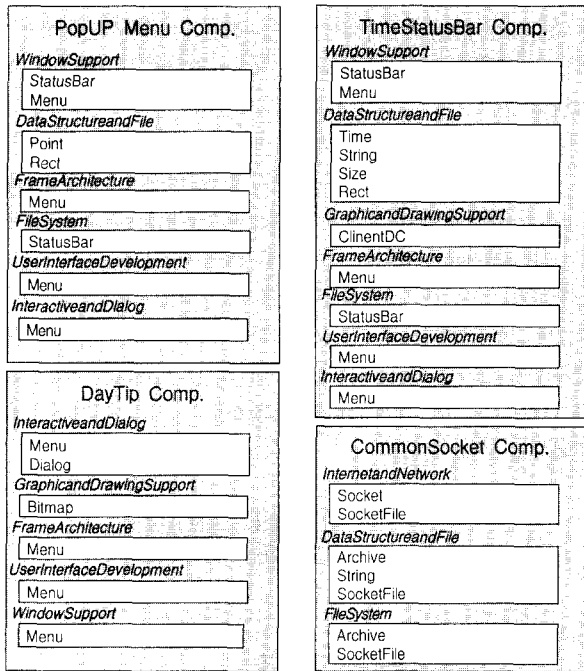 PopUP Menu Comp.
WindowSupport
StatusBar
Menu
DataStructureandFile
Point
Rect
FrameArchitecture
Menu
FileSystem
StatusBar
UserInterfaceDevelopment
Menu
InteractiveandDialog
Menu
DayTip Comp.
InteractiveandDialog
Menu
Dialog
GraphicandDrawingSupport
Bitmap
FrameArchitecture
Menu
UserInterfaceDevelopment
Menu
WindowSupport
Menu
TimeStatusBar Comp.
WindowSupport
StatusBar
Menu
DataStructureandFile
Time
String
Size
Rect
GraphicandDrawingSupport
ClinentDC
FrameArchitecture
Menu
FileSystem
StatusBar
UserInterfaceDevelopment
Menu
InteractiveandDialog
Menu
CommonSocket Comp.
InternetandNetwork
Socket
SocketFile
DataStructureandFile
Archive
String
SocketFile
FileSystem
Archive
SocketFile